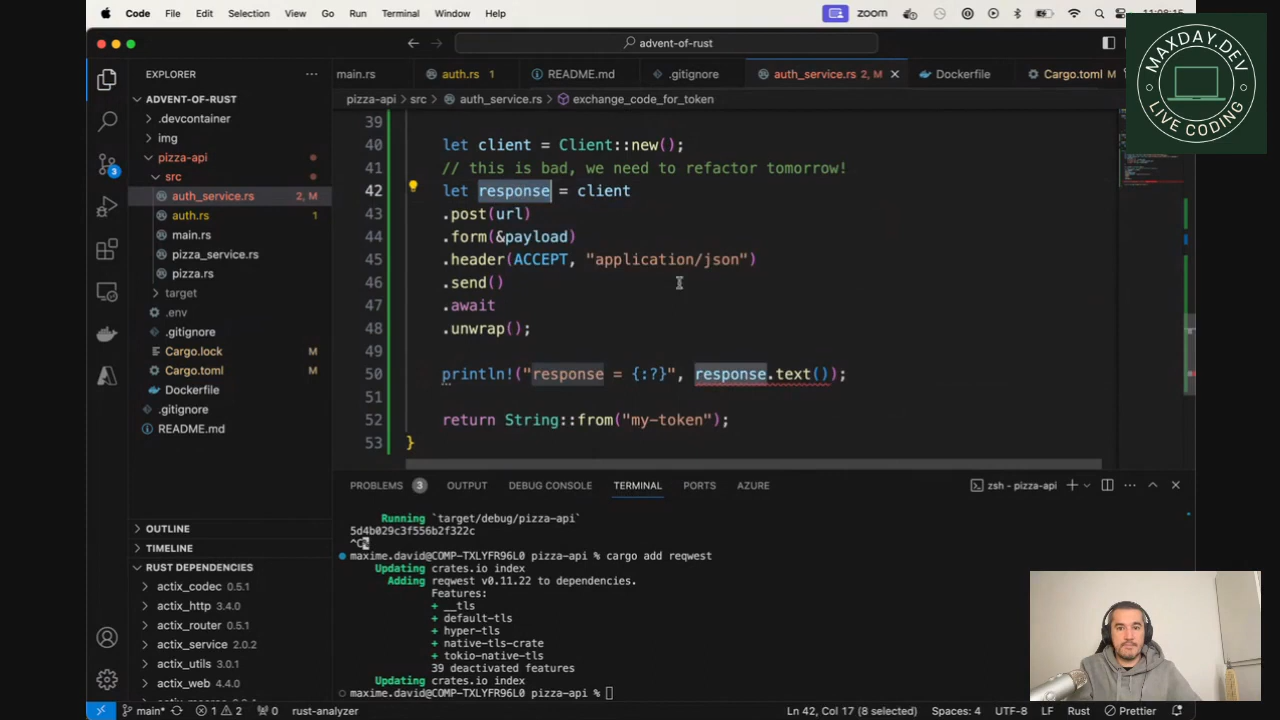 Code File Edit Selection View Go Run Terminal Window Help zoom
advent-of-rust
MAXDAY.DEV
LIVE CODING
EXPLORER
main.rs
auth.rs 1
README.md
.gitignore
auth_service.rs 2, M
Dockerfile
Cargo.toml M
pizza-api > src > auth_service.rs > exchange_code_for_token
ADVENT-OF-RUST
.devcontainer
img
pizza-api
src
auth_service.rs 2, M
auth.rs 1
main.rs
pizza_service.rs
pizza.rs
target
.env
.gitignore
Cargo.lock M
Cargo.toml M
Dockerfile
.gitignore
README.md
OUTLINE
TIMELINE
RUST DEPENDENCIES
actix_codec 0.5.1
actix_http 3.4.0
actix_router 0.5.1
actix_service 2.0.2
actix_utils 3.0.1
actix_web 4.4.0
39
40 let client = Client::new();
41 // this is bad, we need to refactor tomorrow!
42 let response = client
43 .post(url)
44 .form(&payload)
45 .header(ACCEPT, "application/json")
46 .send()
47 .await
48 .unwrap();
49
50 println!("response = {:?}", response.text());
51
52 return String::from("my-token");
53 }
3
PROBLEMS 3 OUTPUT DEBUG CONSOLE TERMINAL PORTS AZURE
zsh - pizza-api
Running `target/debug/pizza-api`
5d4b029c3f556b2f322c
^C
maxime.david@COMP-TXLYFR96L0 pizza-api % cargo add reqwest
Updating crates.io index
Adding reqwest v0.11.22 to dependencies.
Features:
+ __tls
+ default-tls
+ hyper-tls
+ native-tls-crate
+ tokio-native-tls
39 deactivated features
Updating crates.io index
maxime.david@COMP-TXLYFR96L0 pizza-api %
main* 1 2 0 rust-analyzer
Ln 42, Col 17 (8 selected) Spaces: 4 UTF-8 LF Rust Prettier